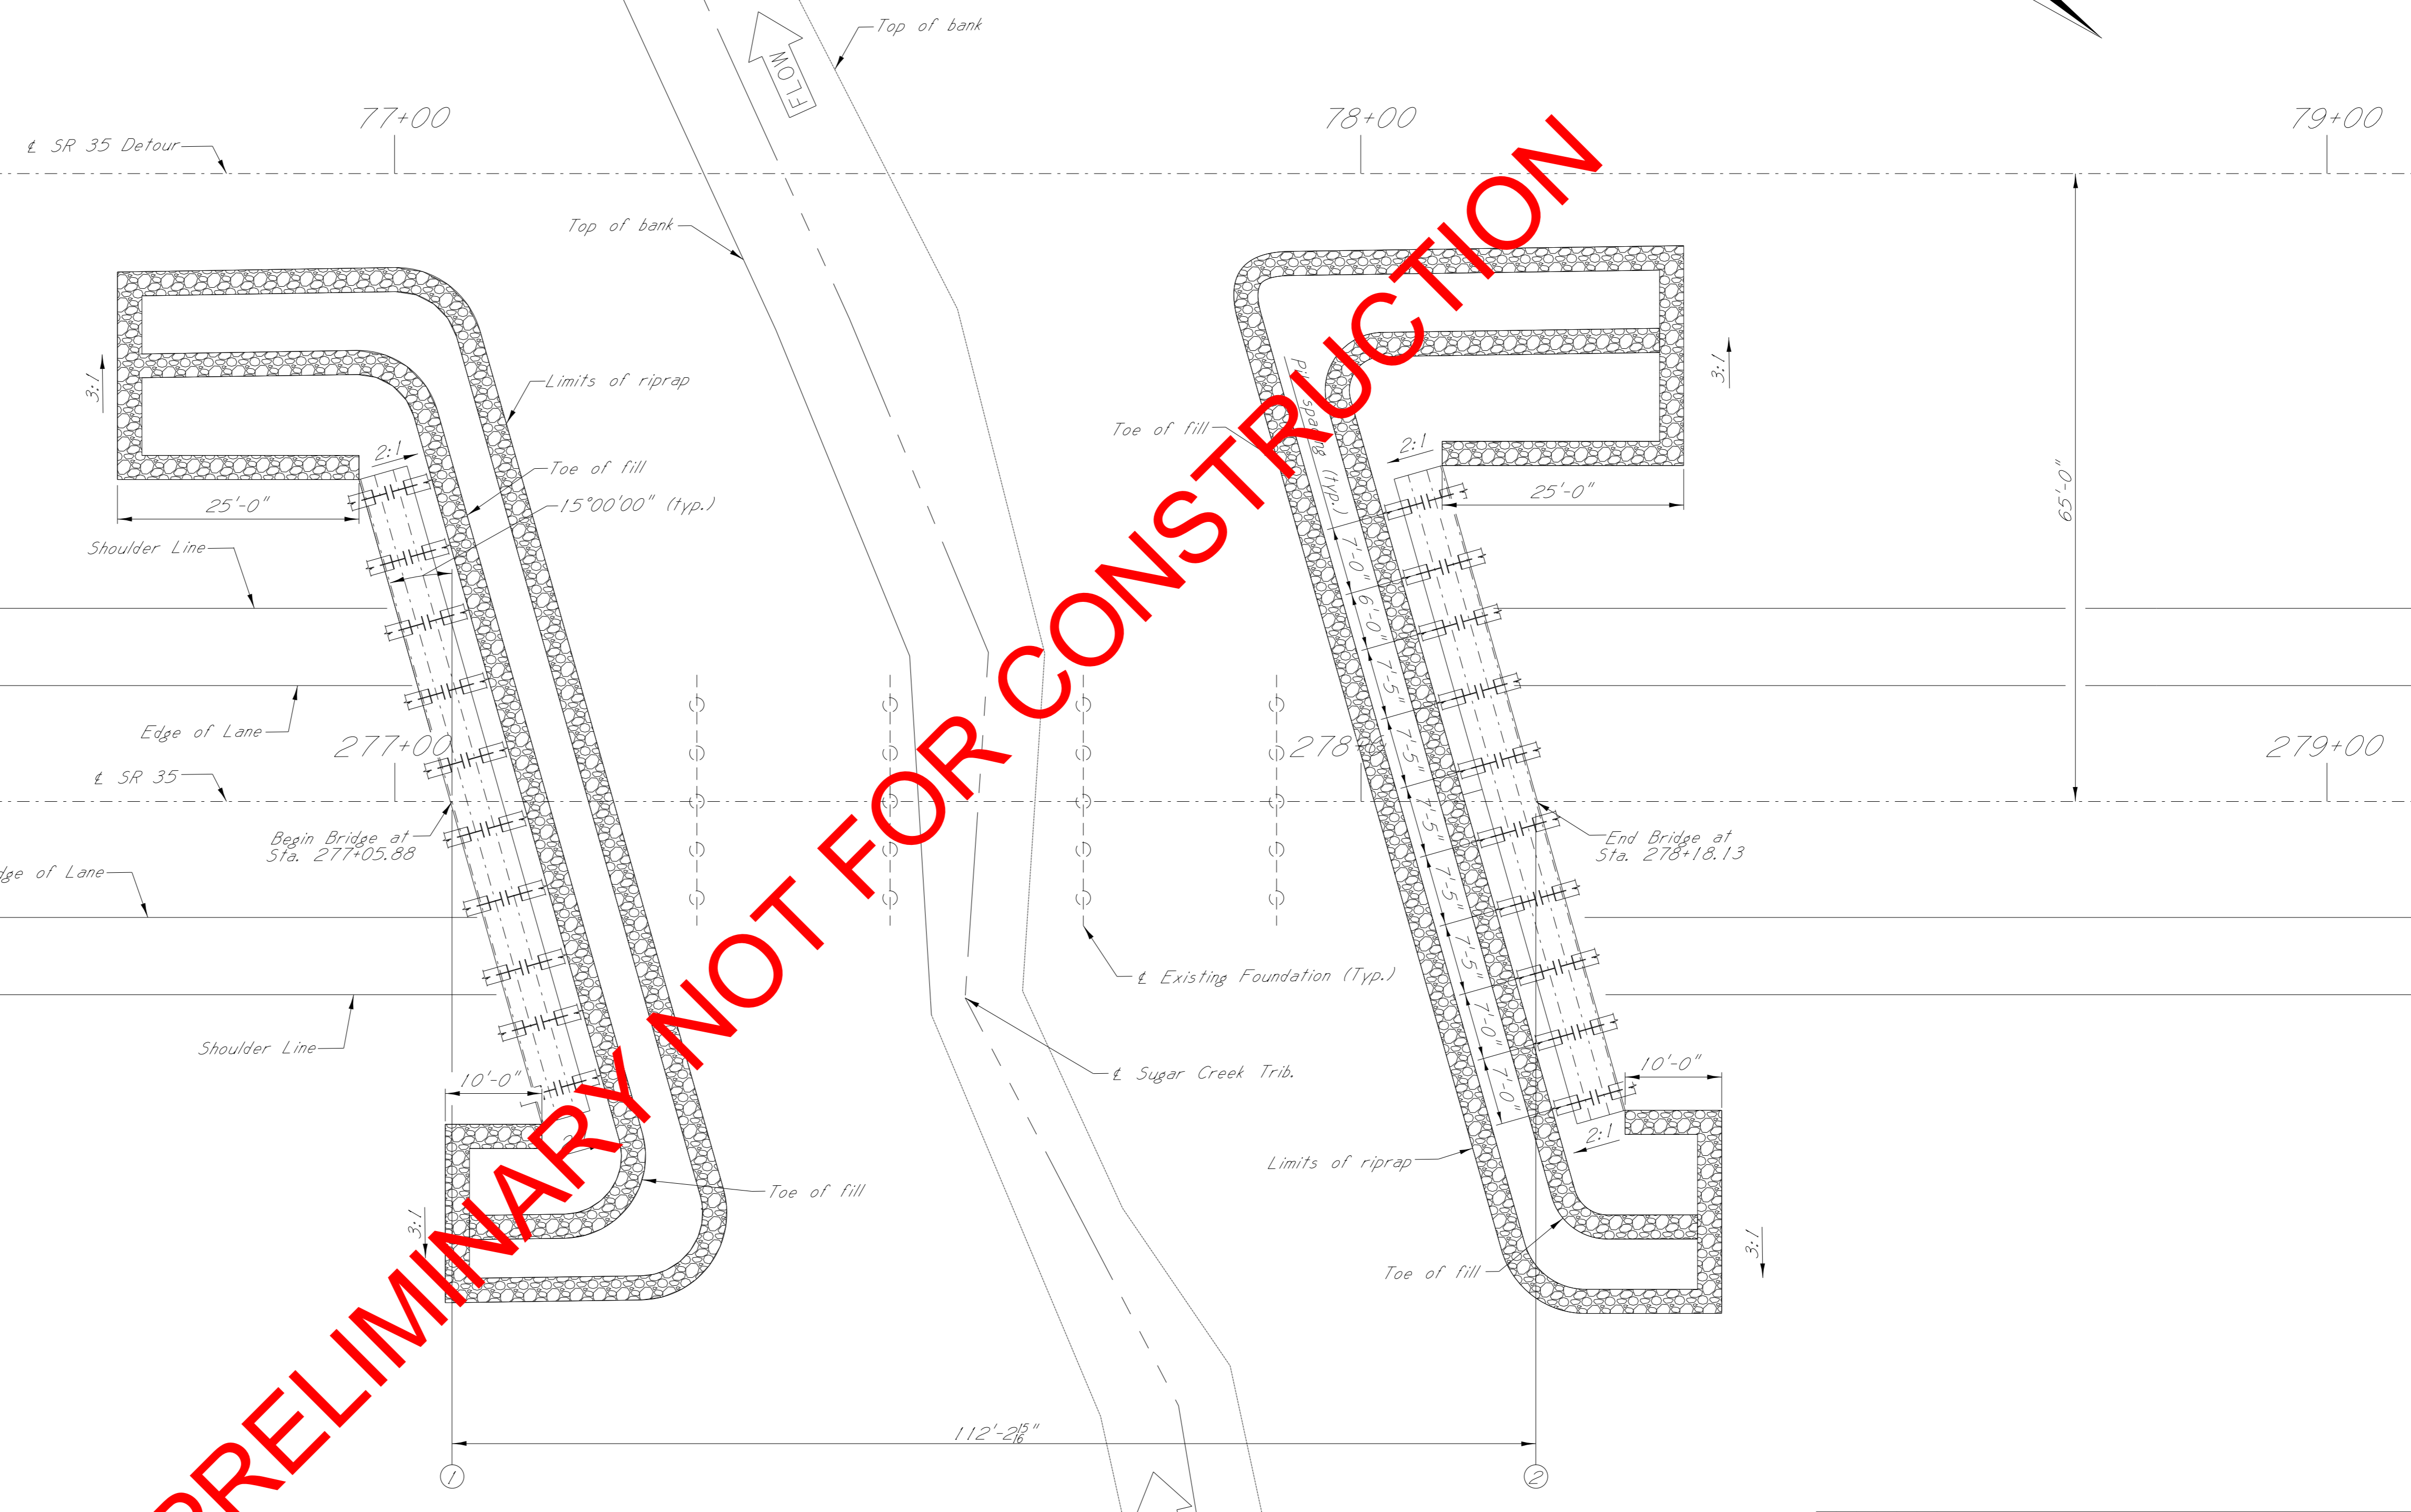 Top of bank
FLOW
77+00
78+00
79+00
℄ SR 35 Detour
Top of bank
Limits of riprap
3:1
3:1
2:1
Toe of fill
Toe of fill
2:1
15°00'00" (typ.)
25'-0"
25'-0"
65'-0"
Shoulder Line
7'-0"
6'-0"
7'-5"
7'-5"
7'-5"
7'-5"
7'-5"
7'-0"
7'-0"
Edge of Lane
277+00
279+00
℄ SR 35
Begin Bridge at
Sta. 277+05.88
End Bridge at
Sta. 278+18.13
of Lane
℄ Existing Foundation (Typ.)
Shoulder Line
℄ Sugar Creek Trib.
10'-0"
10'-0"
2:1
Limits of riprap
Toe of fill
3:1
3:1
Toe of fill
112'-2 15/16"
1
2
PRELIMINARY NOT FOR CONSTRUCTION